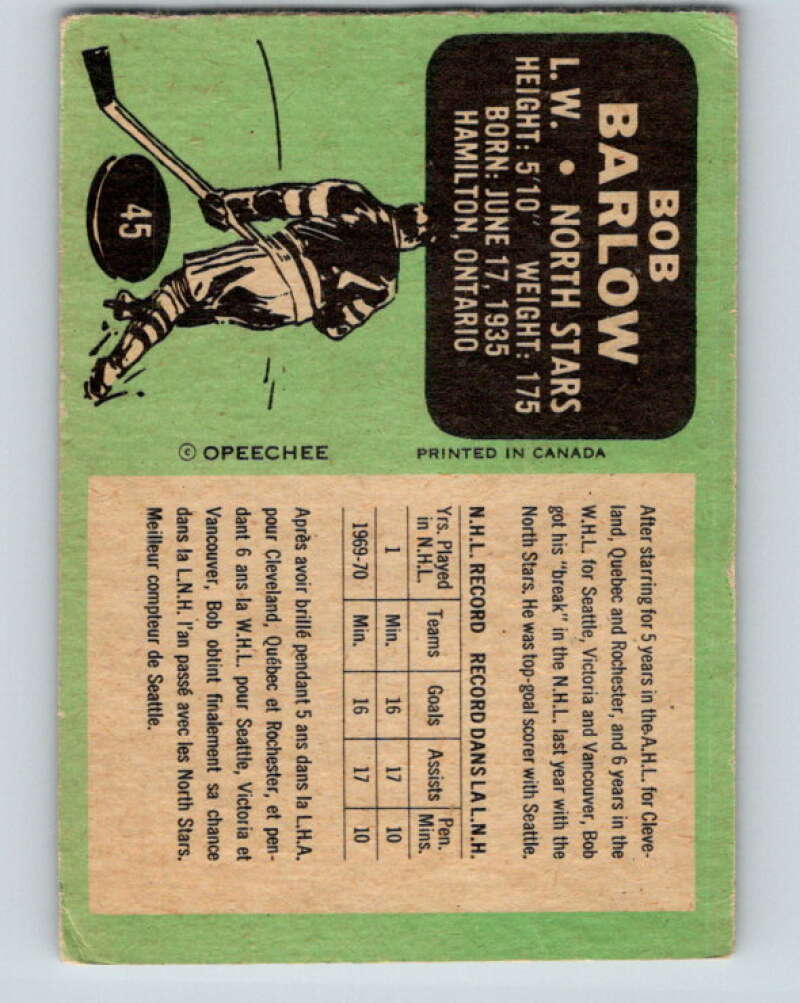 BOB
BARLOW
L.W. • NORTH STARS
HEIGHT: 5'10" WEIGHT: 175
BORN: JUNE 17, 1935
HAMILTON, ONTARIO
45
© OPEECHEE
PRINTED IN CANADA
After starring for 5 years in the A.H.L. for Cleve-
land, Quebec and Rochester, and 6 years in the
W.H.L. for Seattle, Victoria and Vancouver, Bob
got his "break" in the N.H.L. last year with the
North Stars. He was top-goal scorer with Seattle.
N.H.L. RECORD RECORD DANS LA L.N.H.
Yrs. Played in N.H.L. Teams Goals Assists Pen. Mins.
1 Min. 16 17 10
1969-70 Min. 16 17 10
Après avoir brillé pendant 5 ans dans la L.H.A.
pour Cleveland, Québec et Rochester, et pen-
dant 6 ans la W.H.L. pour Seattle, Victoria et
Vancouver, Bob obtint finalement sa chance
dans la L.N.H. l'an passé avec les North Stars.
Meilleur compteur de Seattle.